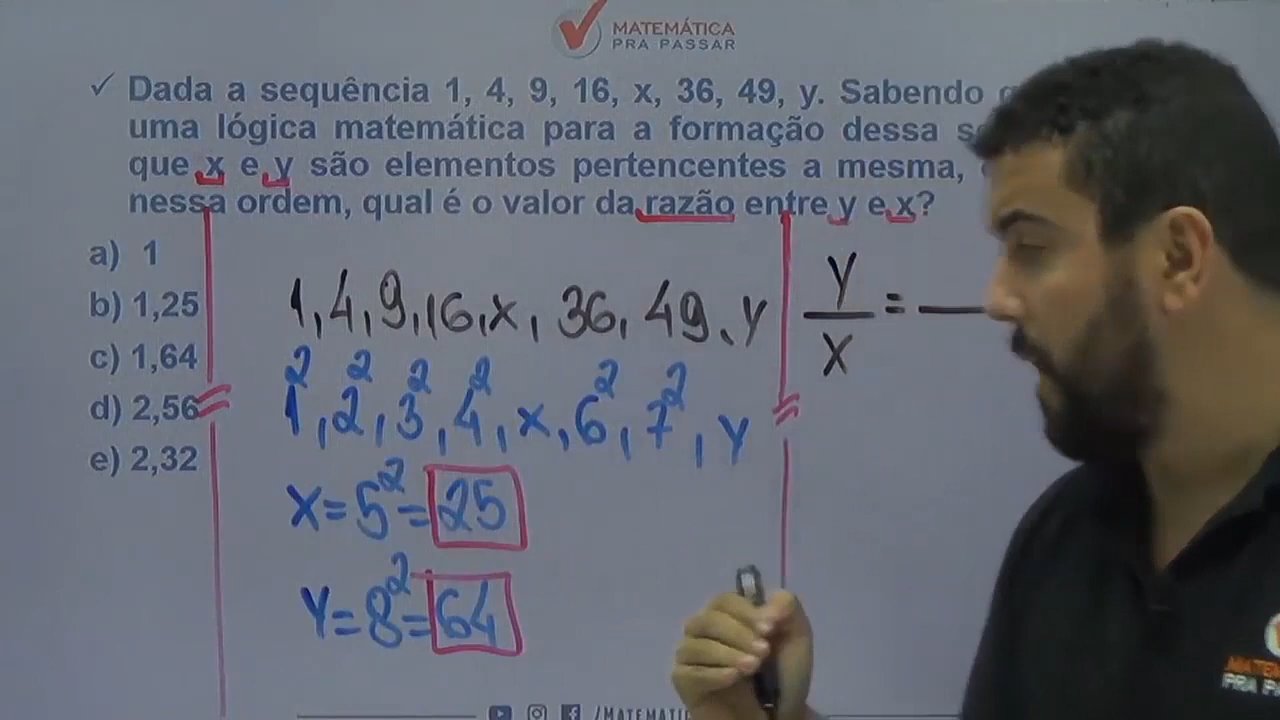 MATEMÁTICA
PRA PASSAR
✓ Dada a sequência 1, 4, 9, 16, x, 36, 49, y. Sabendo
uma lógica matemática para a formação dessa
que x e y são elementos pertencentes a mesma,
nessa ordem, qual é o valor da razão entre y e x?
a) 1
b) 1,25
c) 1,64
d) 2,56
e) 2,32
1, 4, 9, 16, x, 36, 49, y
y/x = —
1², 2², 3², 4², x, 6², 7², y
x = 5² = 25
y = 8² = 64
PRA